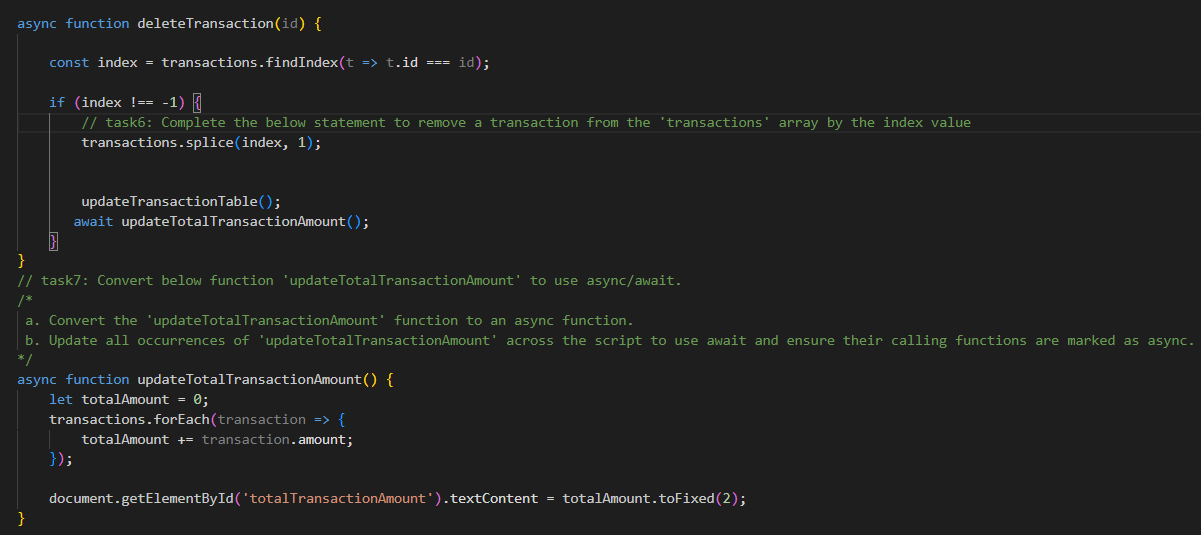 async function deleteTransaction(id) {
const index = transactions.findIndex(t => t.id === id);
if (index !== -1) {
// task6: Complete the below statement to remove a transaction from the 'transactions' array by the index value
transactions.splice(index, 1);
updateTransactionTable();
await updateTotalTransactionAmount();
}
}
// task7: Convert below function 'updateTotalTransactionAmount' to use async/await.
/*
a. Convert the 'updateTotalTransactionAmount' function to an async function.
b. Update all occurrences of 'updateTotalTransactionAmount' across the script to use await and ensure their calling functions are marked as async.
*/
async function updateTotalTransactionAmount() {
let totalAmount = 0;
transactions.forEach(transaction => {
totalAmount += transaction.amount;
});
document.getElementById('totalTransactionAmount').textContent = totalAmount.toFixed(2);
}